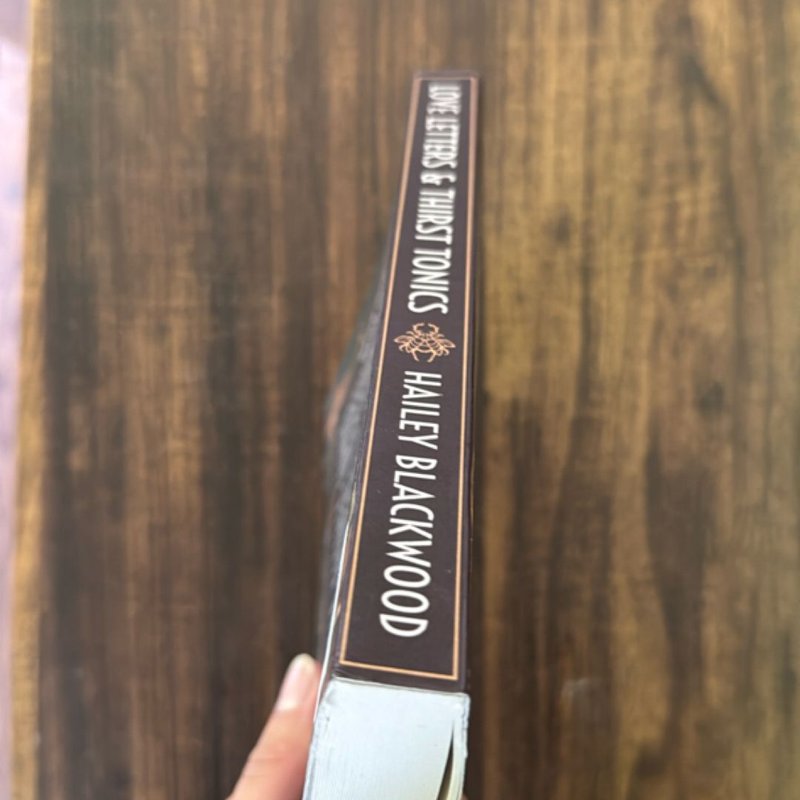 LOVE LETTERS & THIRST TONICS
HAILEY BLACKWOOD